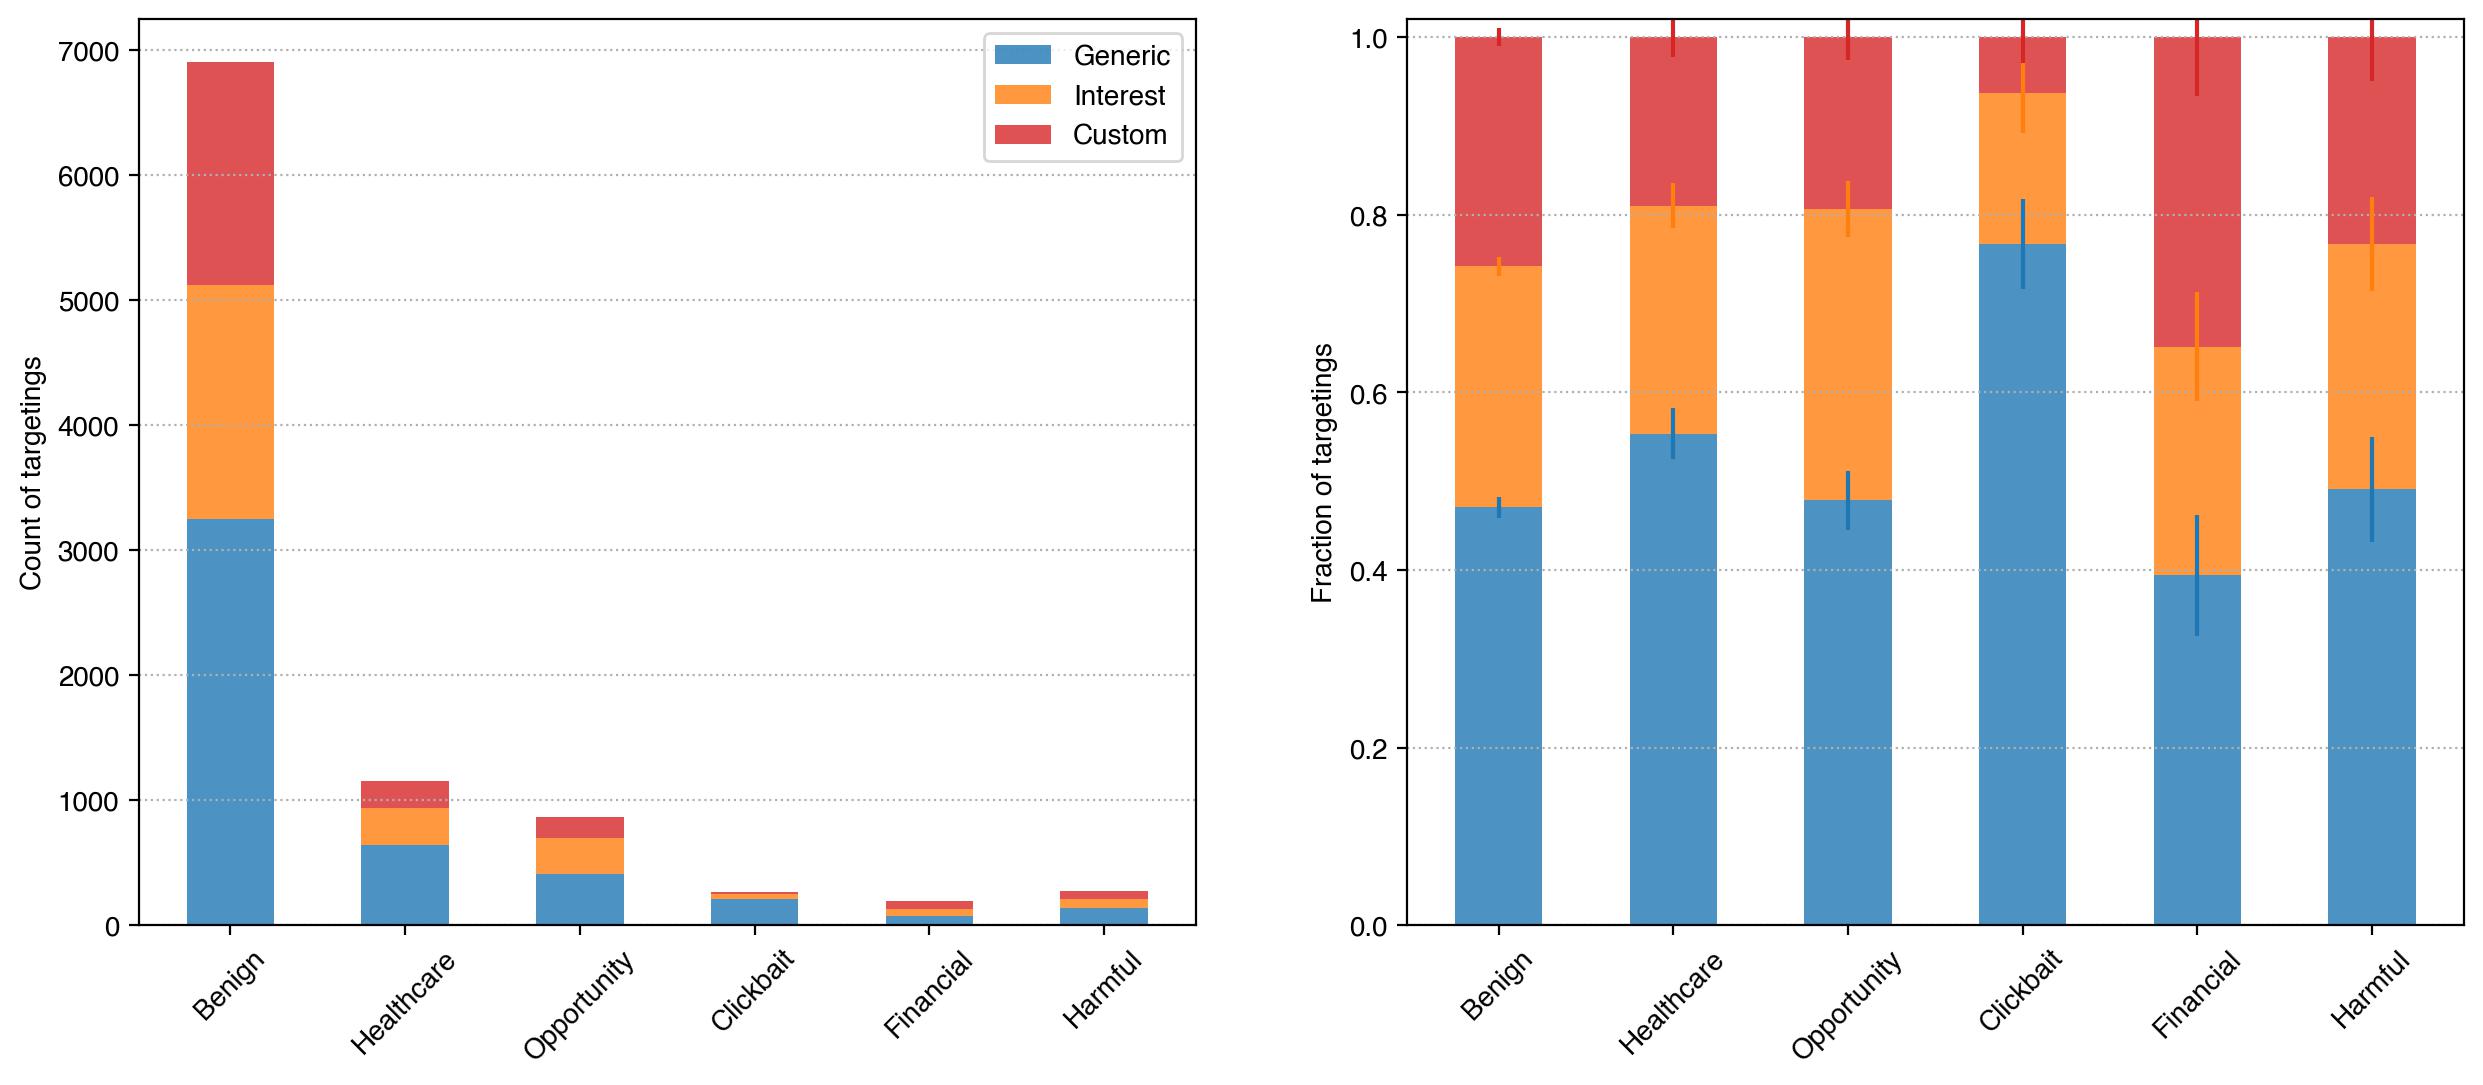 Count of targetings
7000
6000
5000
4000
3000
2000
1000
0
Generic
Interest
Custom
Benign
Healthcare
Opportunity
Clickbait
Financial
Harmful
Fraction of targetings
1.0
0.8
0.6
0.4
0.2
0.0
Benign
Healthcare
Opportunity
Clickbait
Financial
Harmful